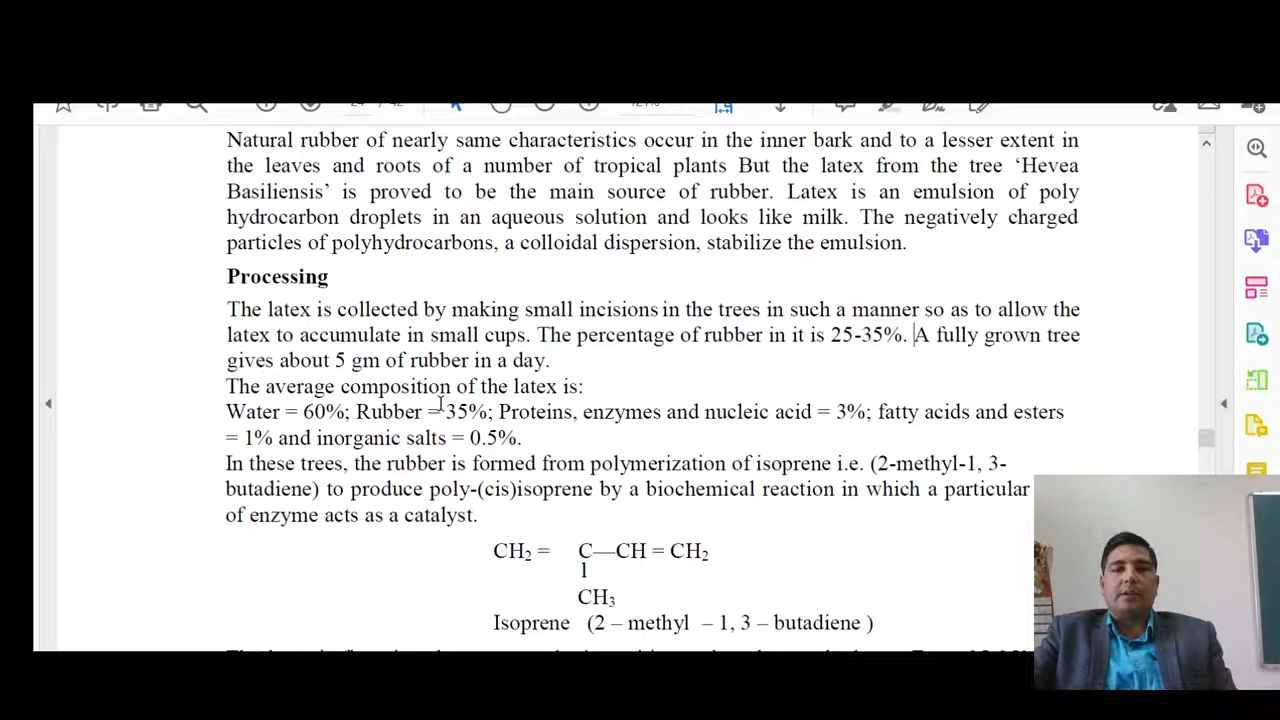 Natural rubber of nearly same characteristics occur in the inner bark and to a lesser extent in
the leaves and roots of a number of tropical plants But the latex from the tree ‘Hevea
Basiliensis’ is proved to be the main source of rubber. Latex is an emulsion of poly
hydrocarbon droplets in an aqueous solution and looks like milk. The negatively charged
particles of polyhydrocarbons, a colloidal dispersion, stabilize the emulsion.
Processing
The latex is collected by making small incisions in the trees in such a manner so as to allow the
latex to accumulate in small cups. The percentage of rubber in it is 25-35%. A fully grown tree
gives about 5 gm of rubber in a day.
The average composition of the latex is:
Water = 60%; Rubber = 35%; Proteins, enzymes and nucleic acid = 3%; fatty acids and esters
= 1% and inorganic salts = 0.5%.
In these trees, the rubber is formed from polymerization of isoprene i.e. (2-methyl-1, 3-
butadiene) to produce poly-(cis)isoprene by a biochemical reaction in which a particular
of enzyme acts as a catalyst.
CH2 = C—CH = CH2
l
CH3
Isoprene (2 – methyl – 1, 3 – butadiene )